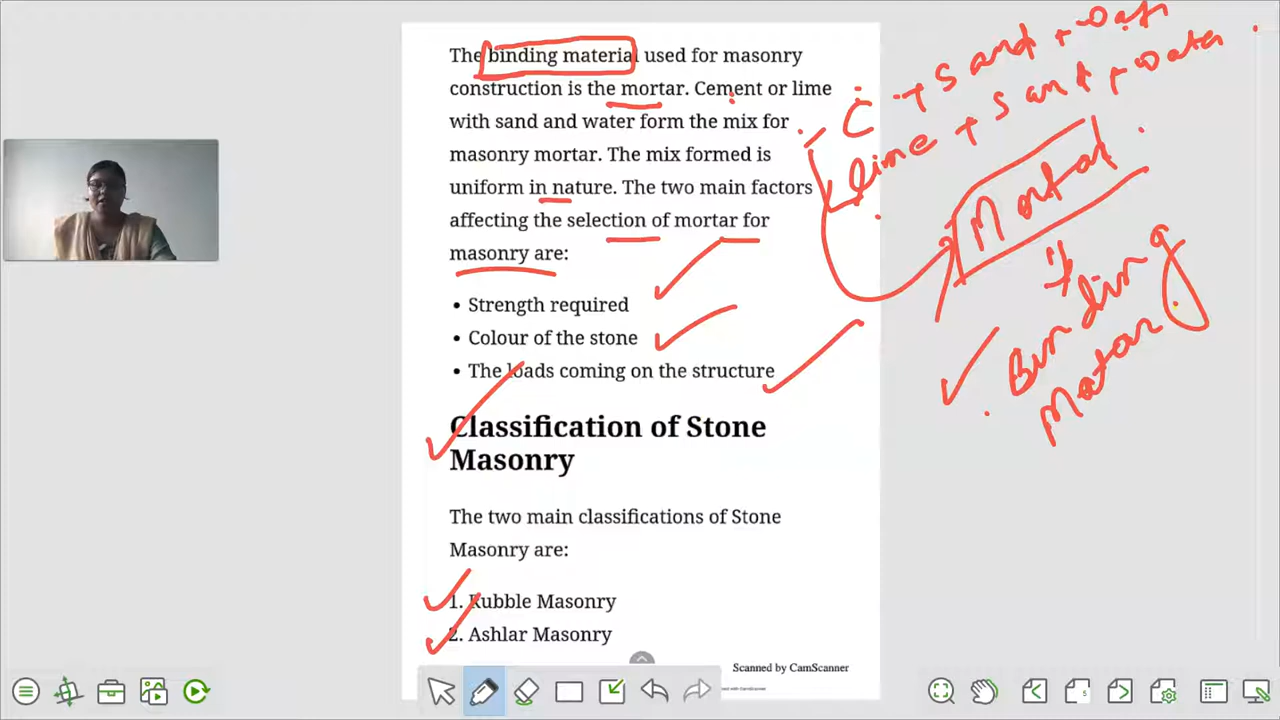 The binding material used for masonry
construction is the mortar. Cement or lime
with sand and water form the mix for
masonry mortar. The mix formed is
uniform in nature. The two main factors
affecting the selection of mortar for
masonry are:
• Strength required
• Colour of the stone
• The loads coming on the structure
Classification of Stone
Masonry
The two main classifications of Stone
Masonry are:
1. Rubble Masonry
2. Ashlar Masonry
Scanned by CamScanner
C + Sand +
lime + Sand +
Mortar
Binding
5